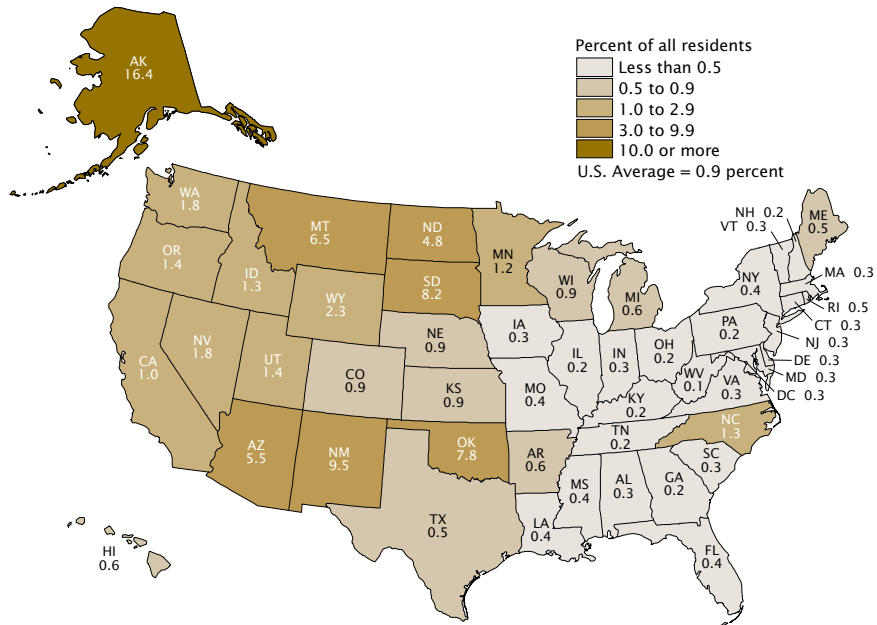 AK
16.4
Percent of all residents
Less than 0.5
0.5 to 0.9
1.0 to 2.9
3.0 to 9.9
10.0 or more
U.S. Average = 0.9 percent
WA
1.8
OR
1.4
CA
1.0
ID
1.3
NV
1.8
MT
6.5
WY
2.3
UT
1.4
AZ
5.5
ND
4.8
SD
8.2
NE
0.9
CO
0.9
KS
0.9
NM
9.5
OK
7.8
TX
0.5
HI
0.6
MN
1.2
IA
0.3
MO
0.4
AR
0.6
LA
0.4
WI
0.9
IL
0.2
MI
0.6
IN
0.3
OH
0.2
KY
0.2
TN
0.2
MS
0.4
AL
0.3
GA
0.2
FL
0.4
SC
0.3
NC
1.3
VA
0.3
WV
0.1
PA
0.2
NY
0.4
NH 0.2
VT 0.3
ME
0.5
MA 0.3
RI 0.5
CT 0.3
NJ 0.3
DE 0.3
MD 0.3
DC 0.3